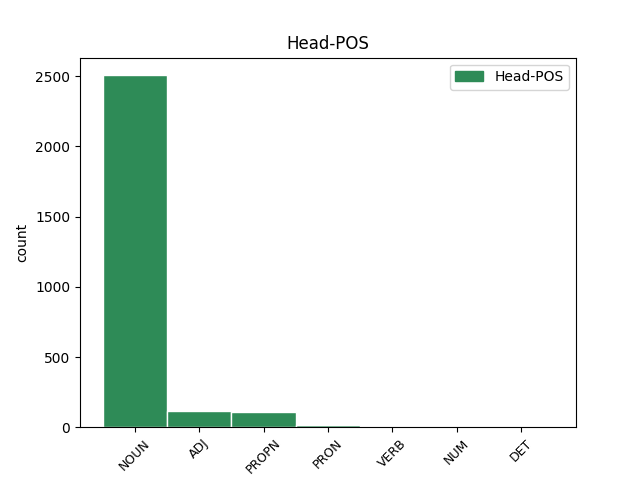 Head-POS
Head-POS
2500
2000
1500
1000
500
0
count
NOUN
ADJ
PROPN
PRON
VERB
NUM
DET